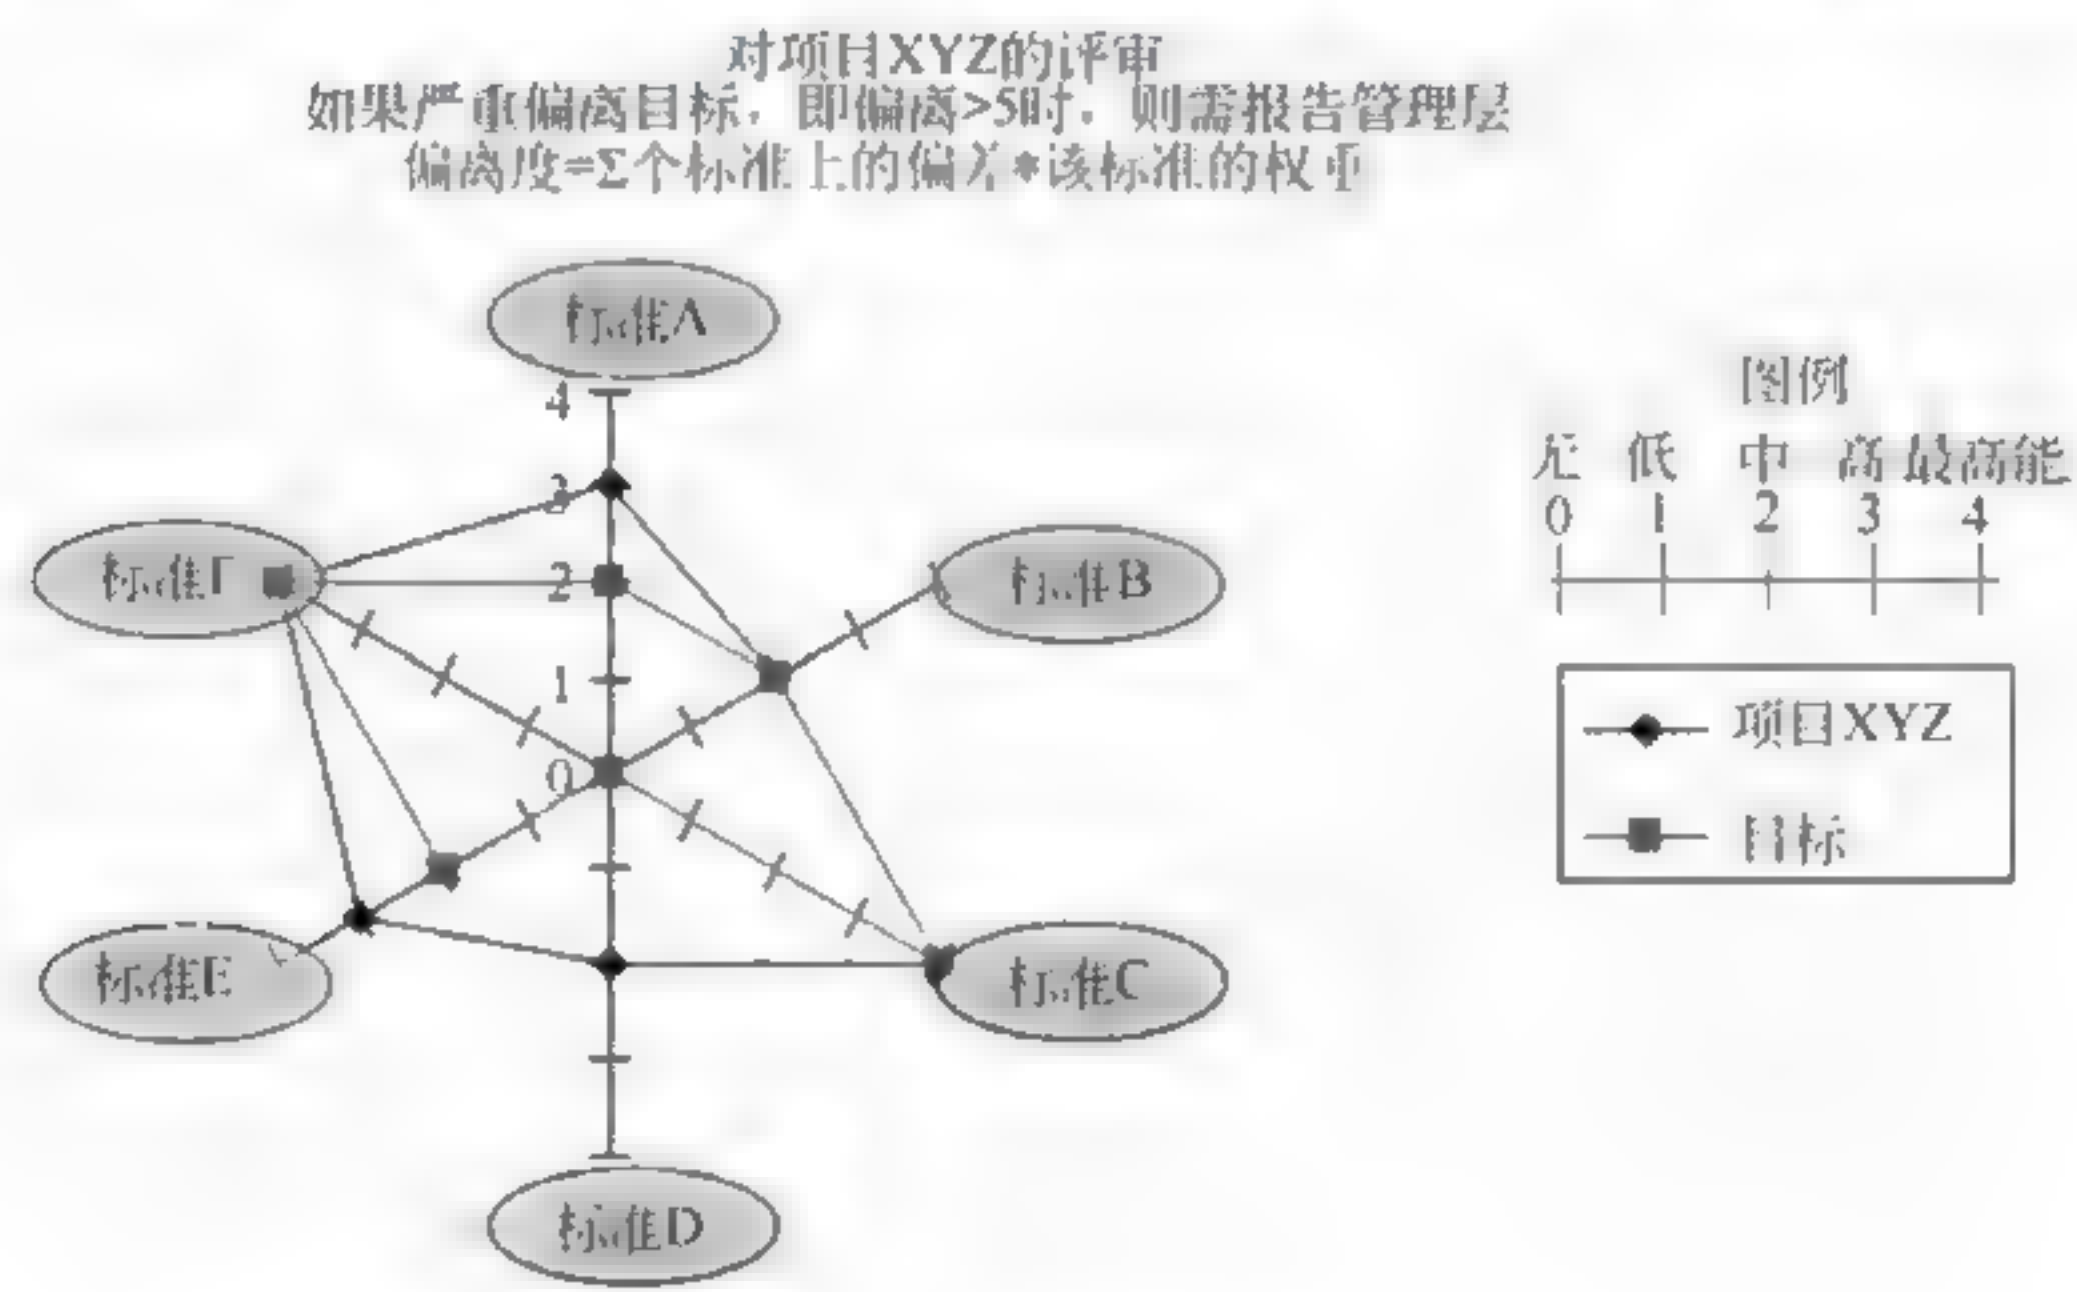 对项目XYZ的评审
如果严重偏离目标，即偏离>5时，则需报告管理层
偏离度=Σ个标准上的偏差*该标准的权重
标准A
4
3
2
1
0
标准F
标准B
标准E
标准C
标准D
图例
无 低 中 高 最高能
0 1 2 3 4
项目XYZ
目标